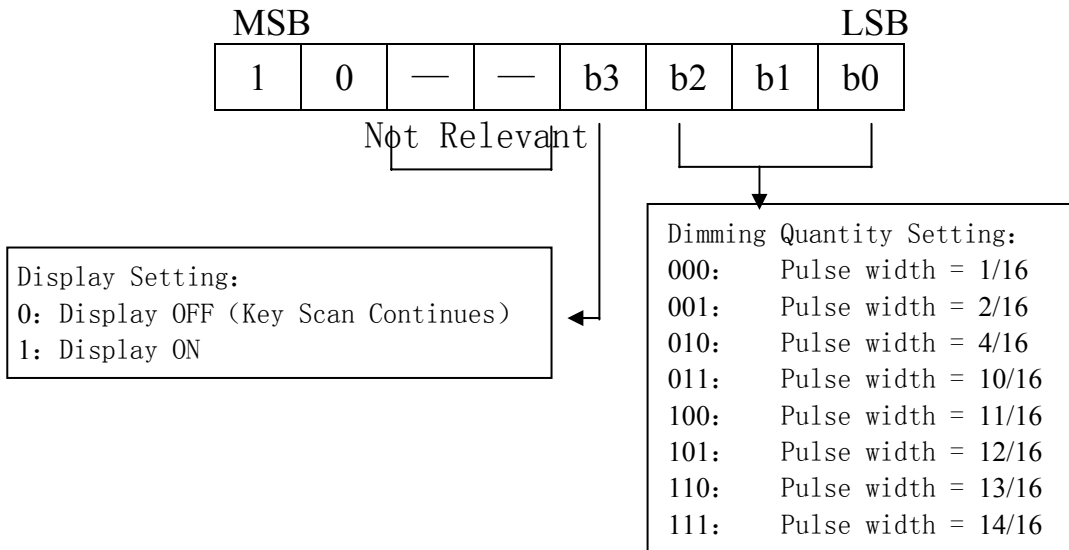 MSB LSB
1 0 — — b3 b2 b1 b0
Not Relevant
Display Setting：
0：Display OFF（Key Scan Continues）
1：Display ON
Dimming Quantity Setting：
000： Pulse width = 1/16
001： Pulse width = 2/16
010： Pulse width = 4/16
011： Pulse width = 10/16
100： Pulse width = 11/16
101： Pulse width = 12/16
110： Pulse width = 13/16
111： Pulse width = 14/16